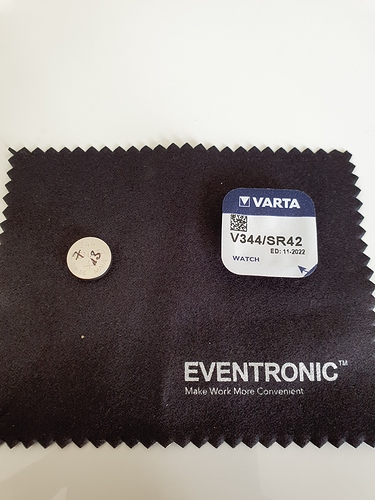 VARTA
V344/SR42
ED: 11-2022
WATCH
EVENTRONIC™
Make Work More Convenient